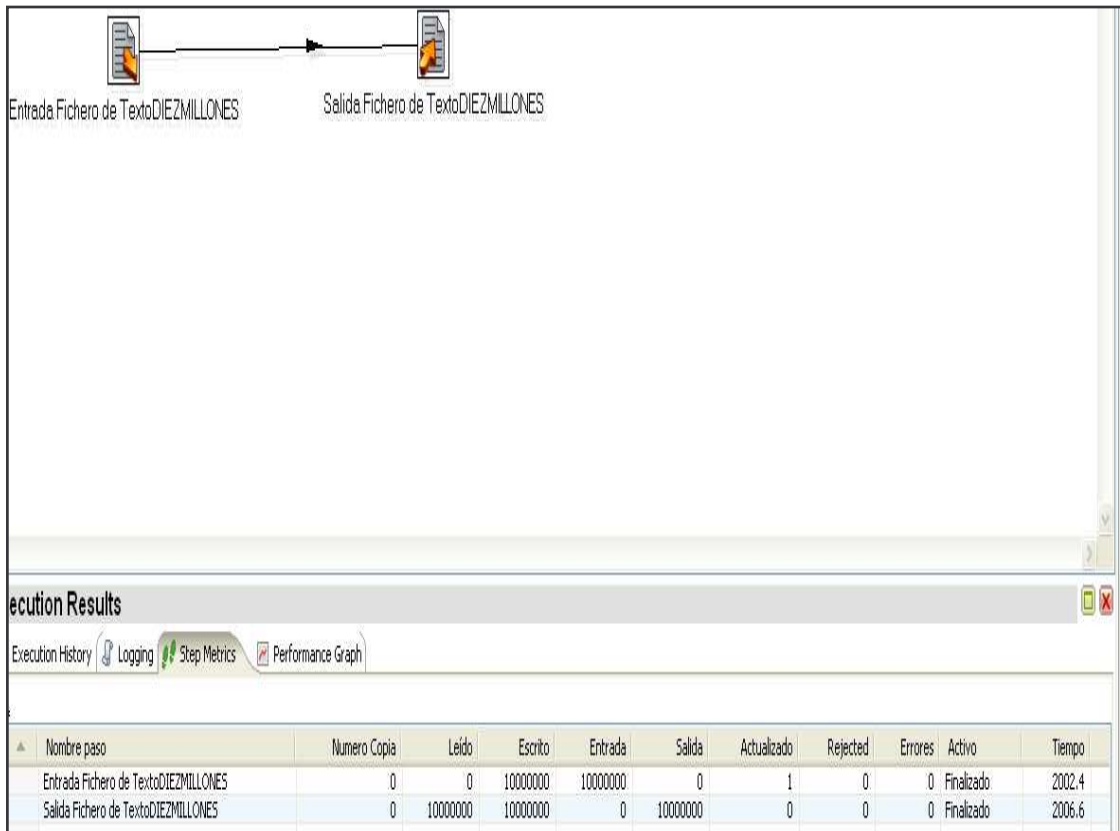 Entrada Fichero de TextoDIEZMILLONES
Salida Fichero de TextoDIEZMILLONES
ecution Results
Execution History Logging Step Metrics Performance Graph
Nombre paso Numero Copia Leído Escrito Entrada Salida Actualizado Rejected Errores Activo Tiempo
Entrada Fichero de TextoDIEZMILLONES 0 0 10000000 10000000 0 1 0 0 Finalizado 2002.4
Salida Fichero de TextoDIEZMILLONES 0 10000000 10000000 0 10000000 0 0 0 Finalizado 2006.6